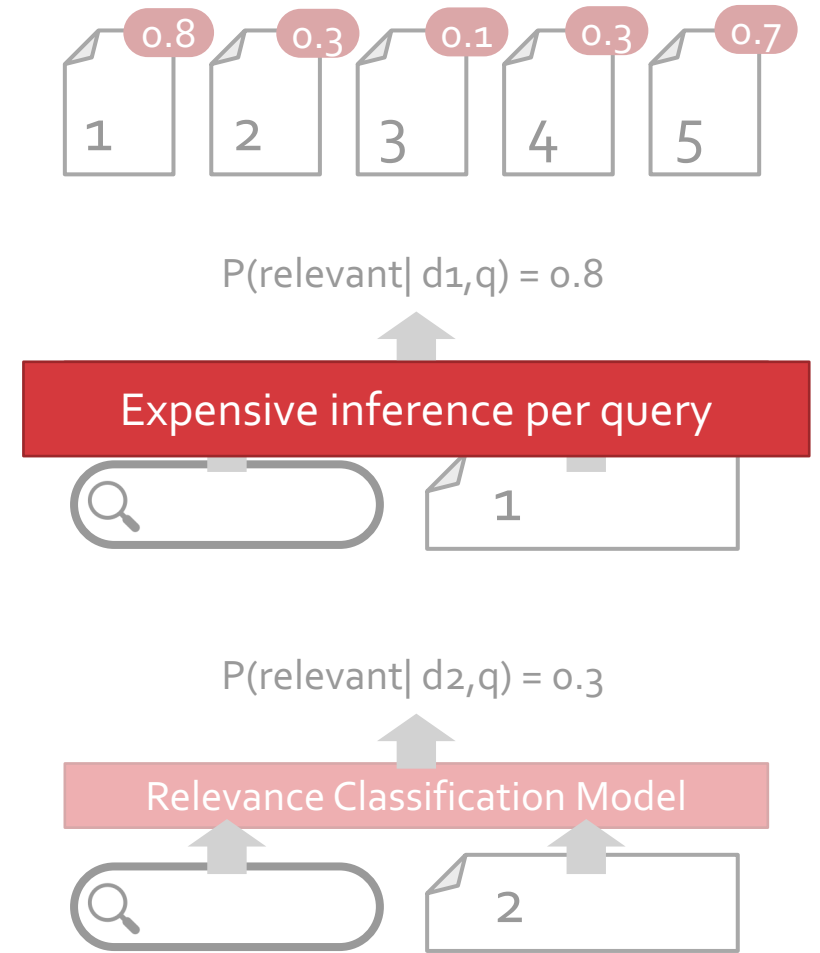 0.8 0.3 0.1 0.3 0.7
1 2 3 4 5
P(relevant| d1,q) = 0.8
Expensive inference per query
1
P(relevant| d2,q) = 0.3
Relevance Classification Model
2